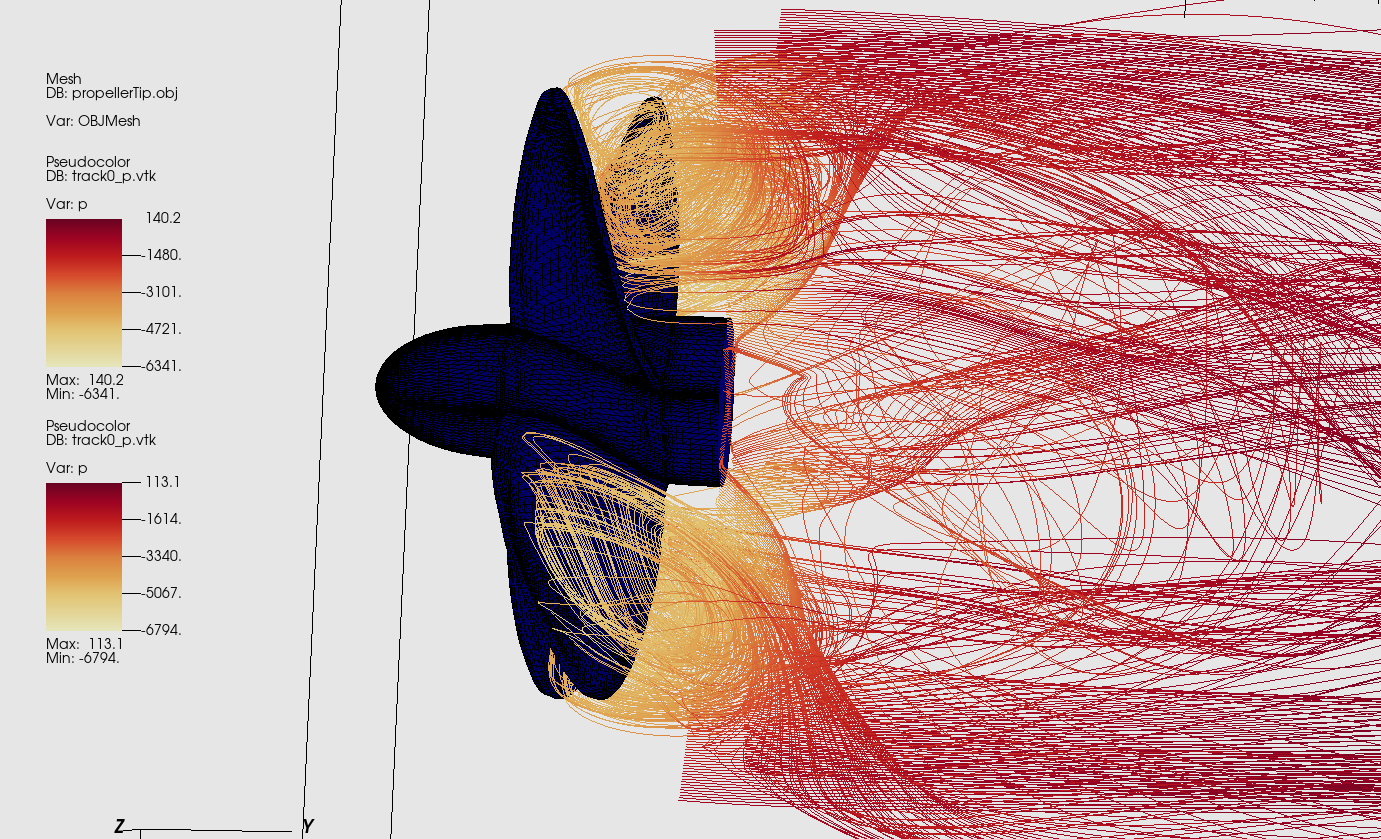 Mesh
DB: propellerTip.obj
Var: OBJMesh
Pseudocolor
DB: track0_p.vtk
Var: p
140.2
-1480.
-3101.
-4721.
-6341.
Max: 140.2
Min: -6341.
Pseudocolor
DB: track0_p.vtk
Var: p
113.1
-1614.
-3340.
-5067.
-6794.
Max: 113.1
Min: -6794.
Z Y